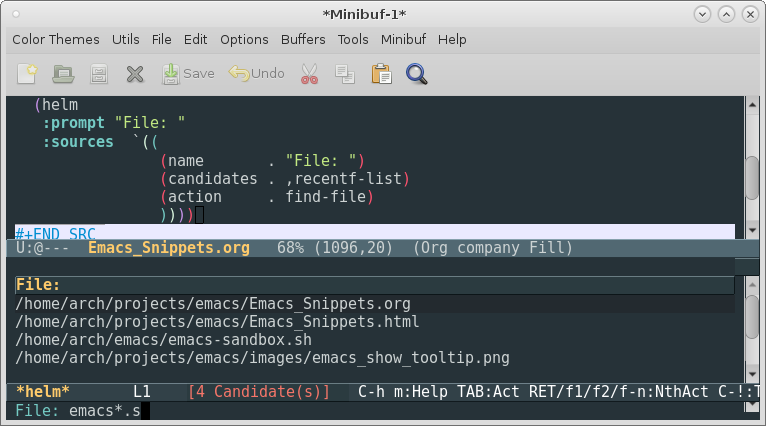 *Minibuf-1*
Color Themes Utils File Edit Options Buffers Tools Minibuf Help
Save Undo
(helm
:prompt "File: "
:sources `((
(name . "File: ")
(candidates . ,recentf-list)
(action . find-file)
))))
#+END_SRC
U:@--- Emacs_Snippets.org 68% (1096,20) (Org company Fill)
File:
/home/arch/projects/emacs/Emacs_Snippets.org
/home/arch/projects/emacs/Emacs_Snippets.html
/home/arch/emacs/emacs-sandbox.sh
/home/arch/projects/emacs/images/emacs_show_tooltip.png
*helm* L1 [4 Candidate(s)] C-h m:Help TAB:Act RET/f1/f2/f-n:NthAct C-!:T
File: emacs*.s